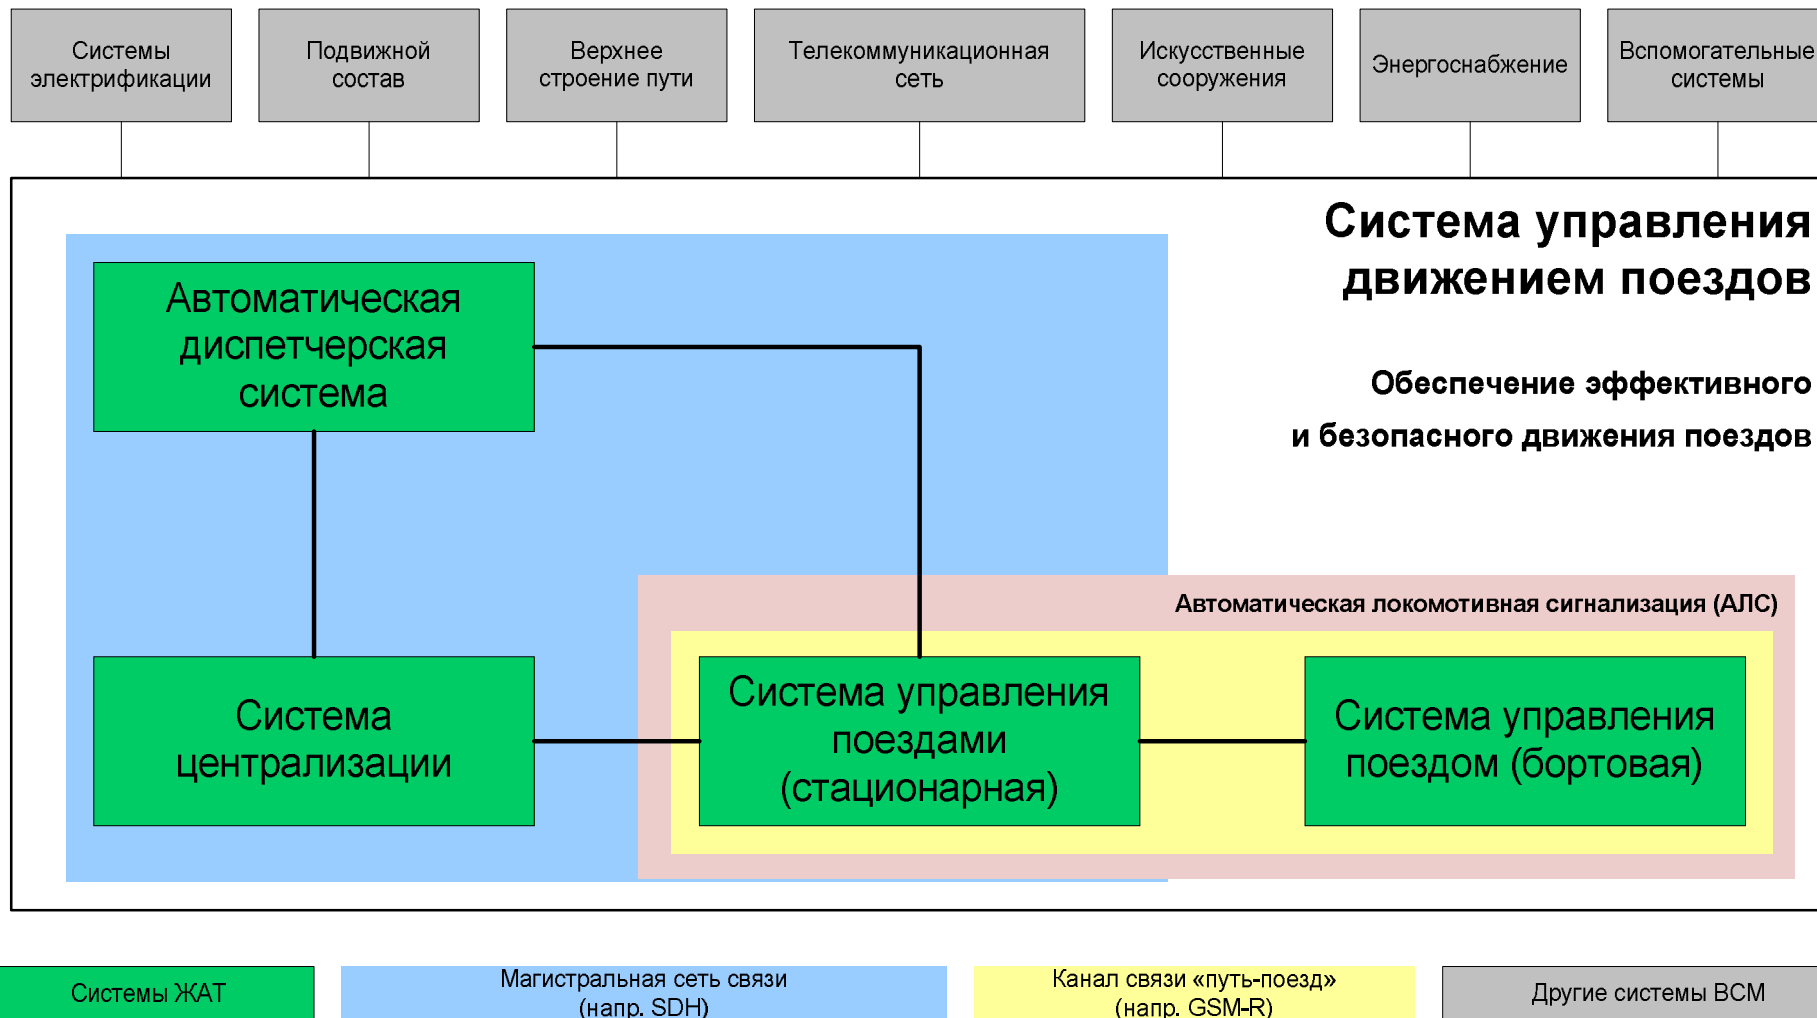 Системы
электрификации
Подвижной
состав
Верхнее
строение пути
Телекоммуникационная
сеть
Искусственные
сооружения
Энергоснабжение
Вспомогательные
системы
Система управления
движением поездов
Обеспечение эффективного
и безопасного движения поездов
Автоматическая
диспетчерская
система
Автоматическая локомотивная сигнализация (АЛС)
Система
централизации
Система управления
поездами
(стационарная)
Система управления
поездом (бортовая)
Системы ЖАТ
Магистральная сеть связи
(напр. SDH)
Канал связи «путь-поезд»
(напр. GSM-R)
Другие системы ВСМ